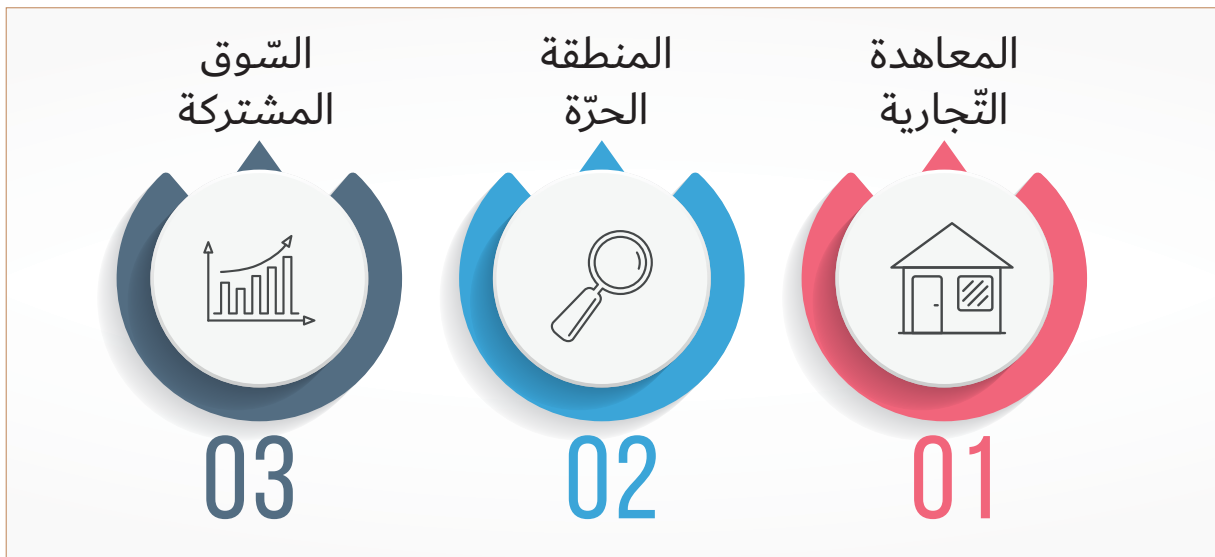 المعاهدة
التّجارية
01
المنطقة
الحرّة
02
السّوق
المشتركة
03